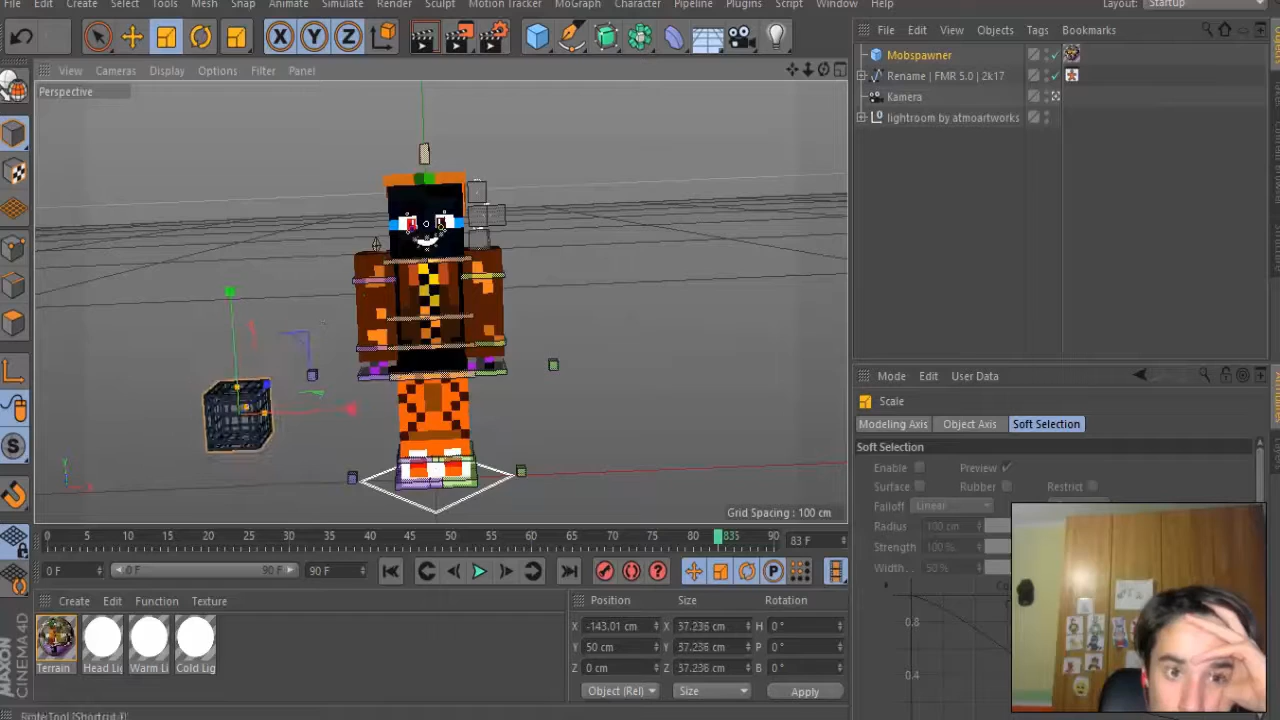 File Edit Create Select Tools Mesh Snap Animate Simulate Render Sculpt Motion Tracker MoGraph Character Pipeline Plugins Script Window Help Layout: Startup
File Edit View Objects Tags Bookmarks
View Cameras Display Options Filter Panel
Perspective
Mobspawner
Rename | FMR 5.0 | 2k17
Kamera
lightroom by atmoartworks
Mode Edit User Data
Scale
Modeling Axis Object Axis Soft Selection
Soft Selection
Enable Preview
Surface Rubber Restrict
Falloff Linear
Radius 100 cm
Strength 100 %
Width 50 %
0.8
0.4
Grid Spacing : 100 cm
0 5 10 15 20 25 30 35 40 45 50 55 60 65 70 75 80 835 90 83 F
0 F 0 F 90 F 90 F
Create Edit Function Texture
Terrain Head Lig Warm Li Cold Lig
Position Size Rotation
X -143.01 cm X 37.236 cm H 0 °
Y 50 cm Y 37.236 cm P 0 °
Z 0 cm Z 37.236 cm B 0 °
Object (Rel) Size Apply
MAXON
CINEMA 4D